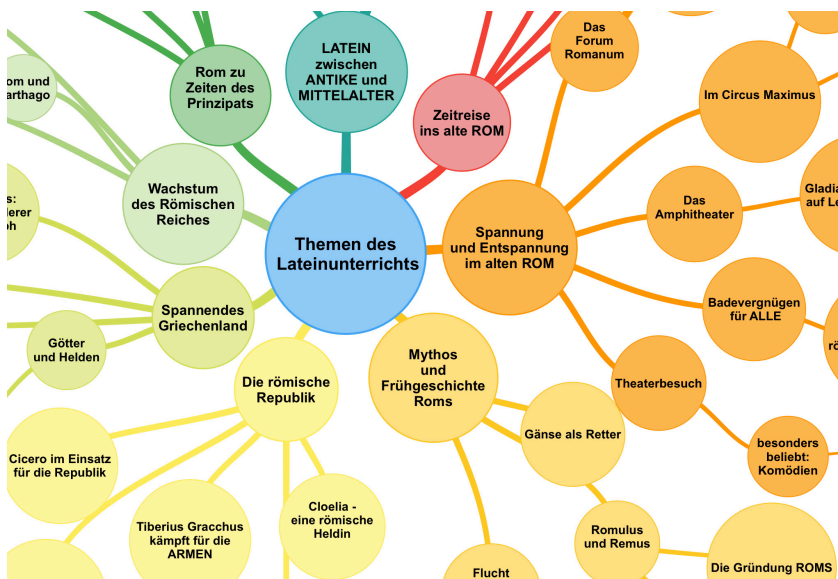 Das
Forum
Romanum
LATEIN
zwischen
ANTIKE und
MITTELALTER
Rom zu
Zeiten des
Prinzipats
Zeitreise
ins alte ROM
Im Circus Maximus
und
Wachstum
des Römischen
Reiches
Das
Amphitheater
auf
Themen des
Lateinunterrichts
Spannung
und Entspannung
im alten ROM
Spannendes
Griechenland
Badevergnügen
für ALLE
Götter
und Helden
Mythos
und
Frühgeschichte
Roms
Die römische
Republik
Theaterbesuch
Gänse als Retter
besonders
beliebt:
Komödien
Cicero im Einsatz
für die Republik
Tiberius Gracchus
kämpft für die
ARMEN
Cloelia -
eine römische
Heldin
Romulus
und Remus
Die Gründung ROMS
Flucht